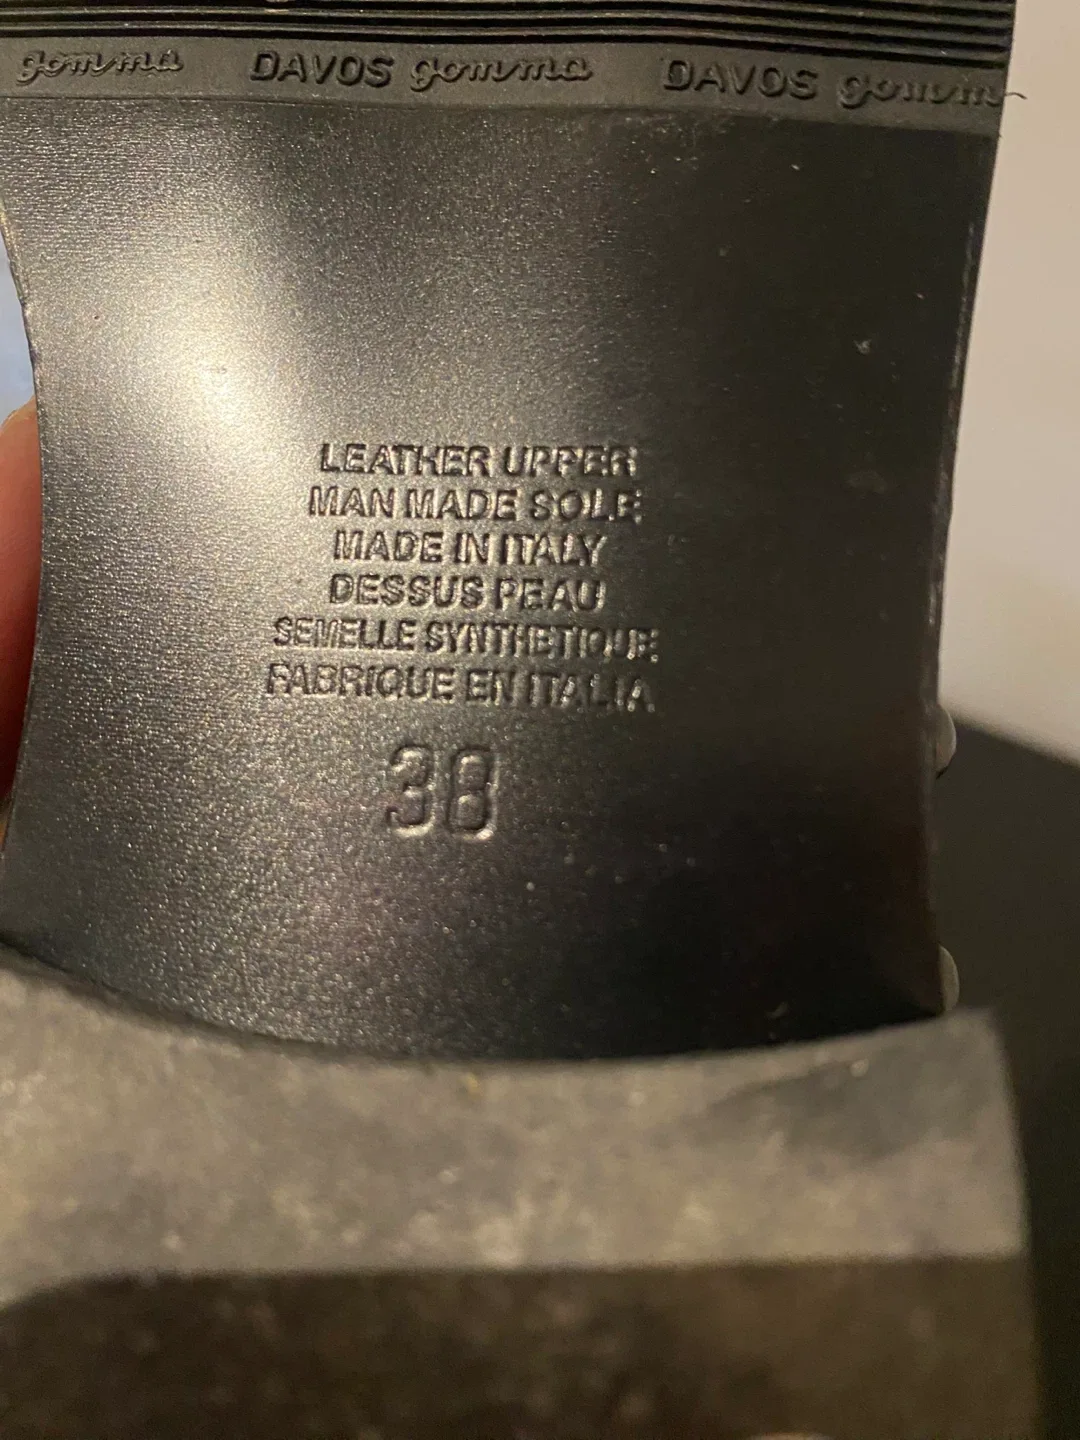 gomma DAVOS gomma DAVOS gomm
LEATHER UPPER
MAN MADE SOLE
MADE IN ITALY
DESSUS PEAU
SEMELLE SYNTHETIQUE
FABRIQUE EN ITALIA
38